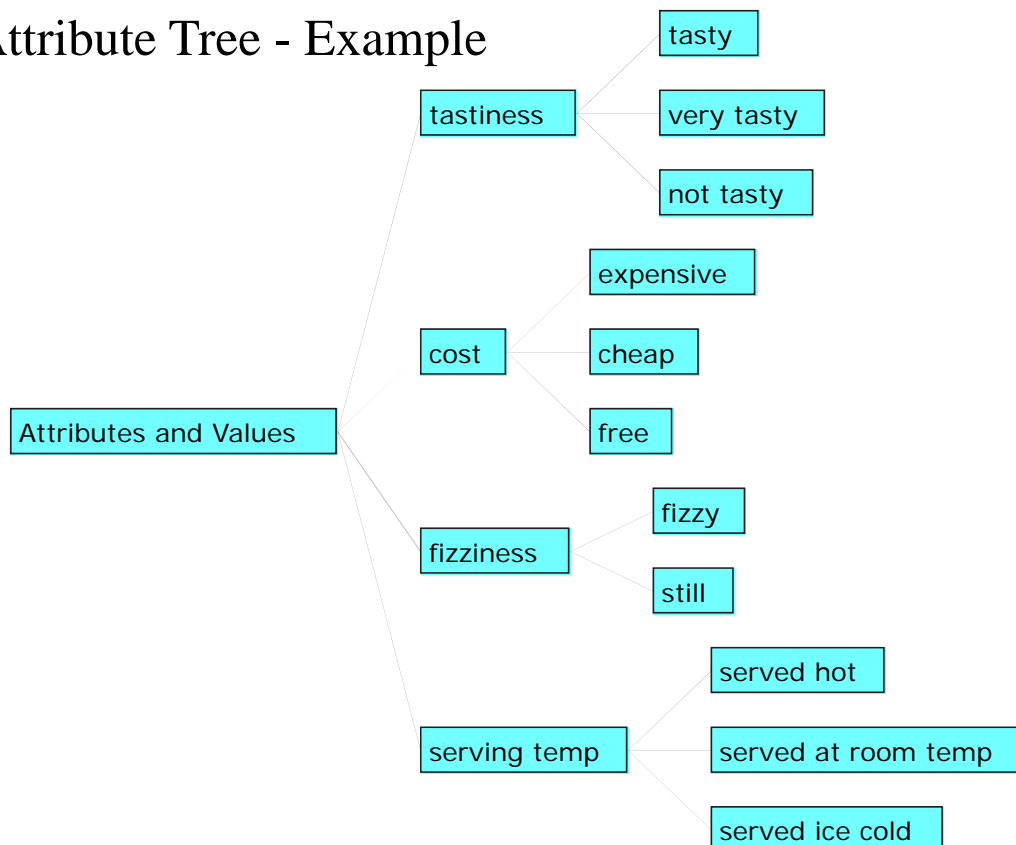 Attribute Tree - Example
tasty
tastiness
very tasty
not tasty
expensive
cost
cheap
free
Attributes and Values
fizzy
fizziness
still
served hot
serving temp
served at room temp
served ice cold